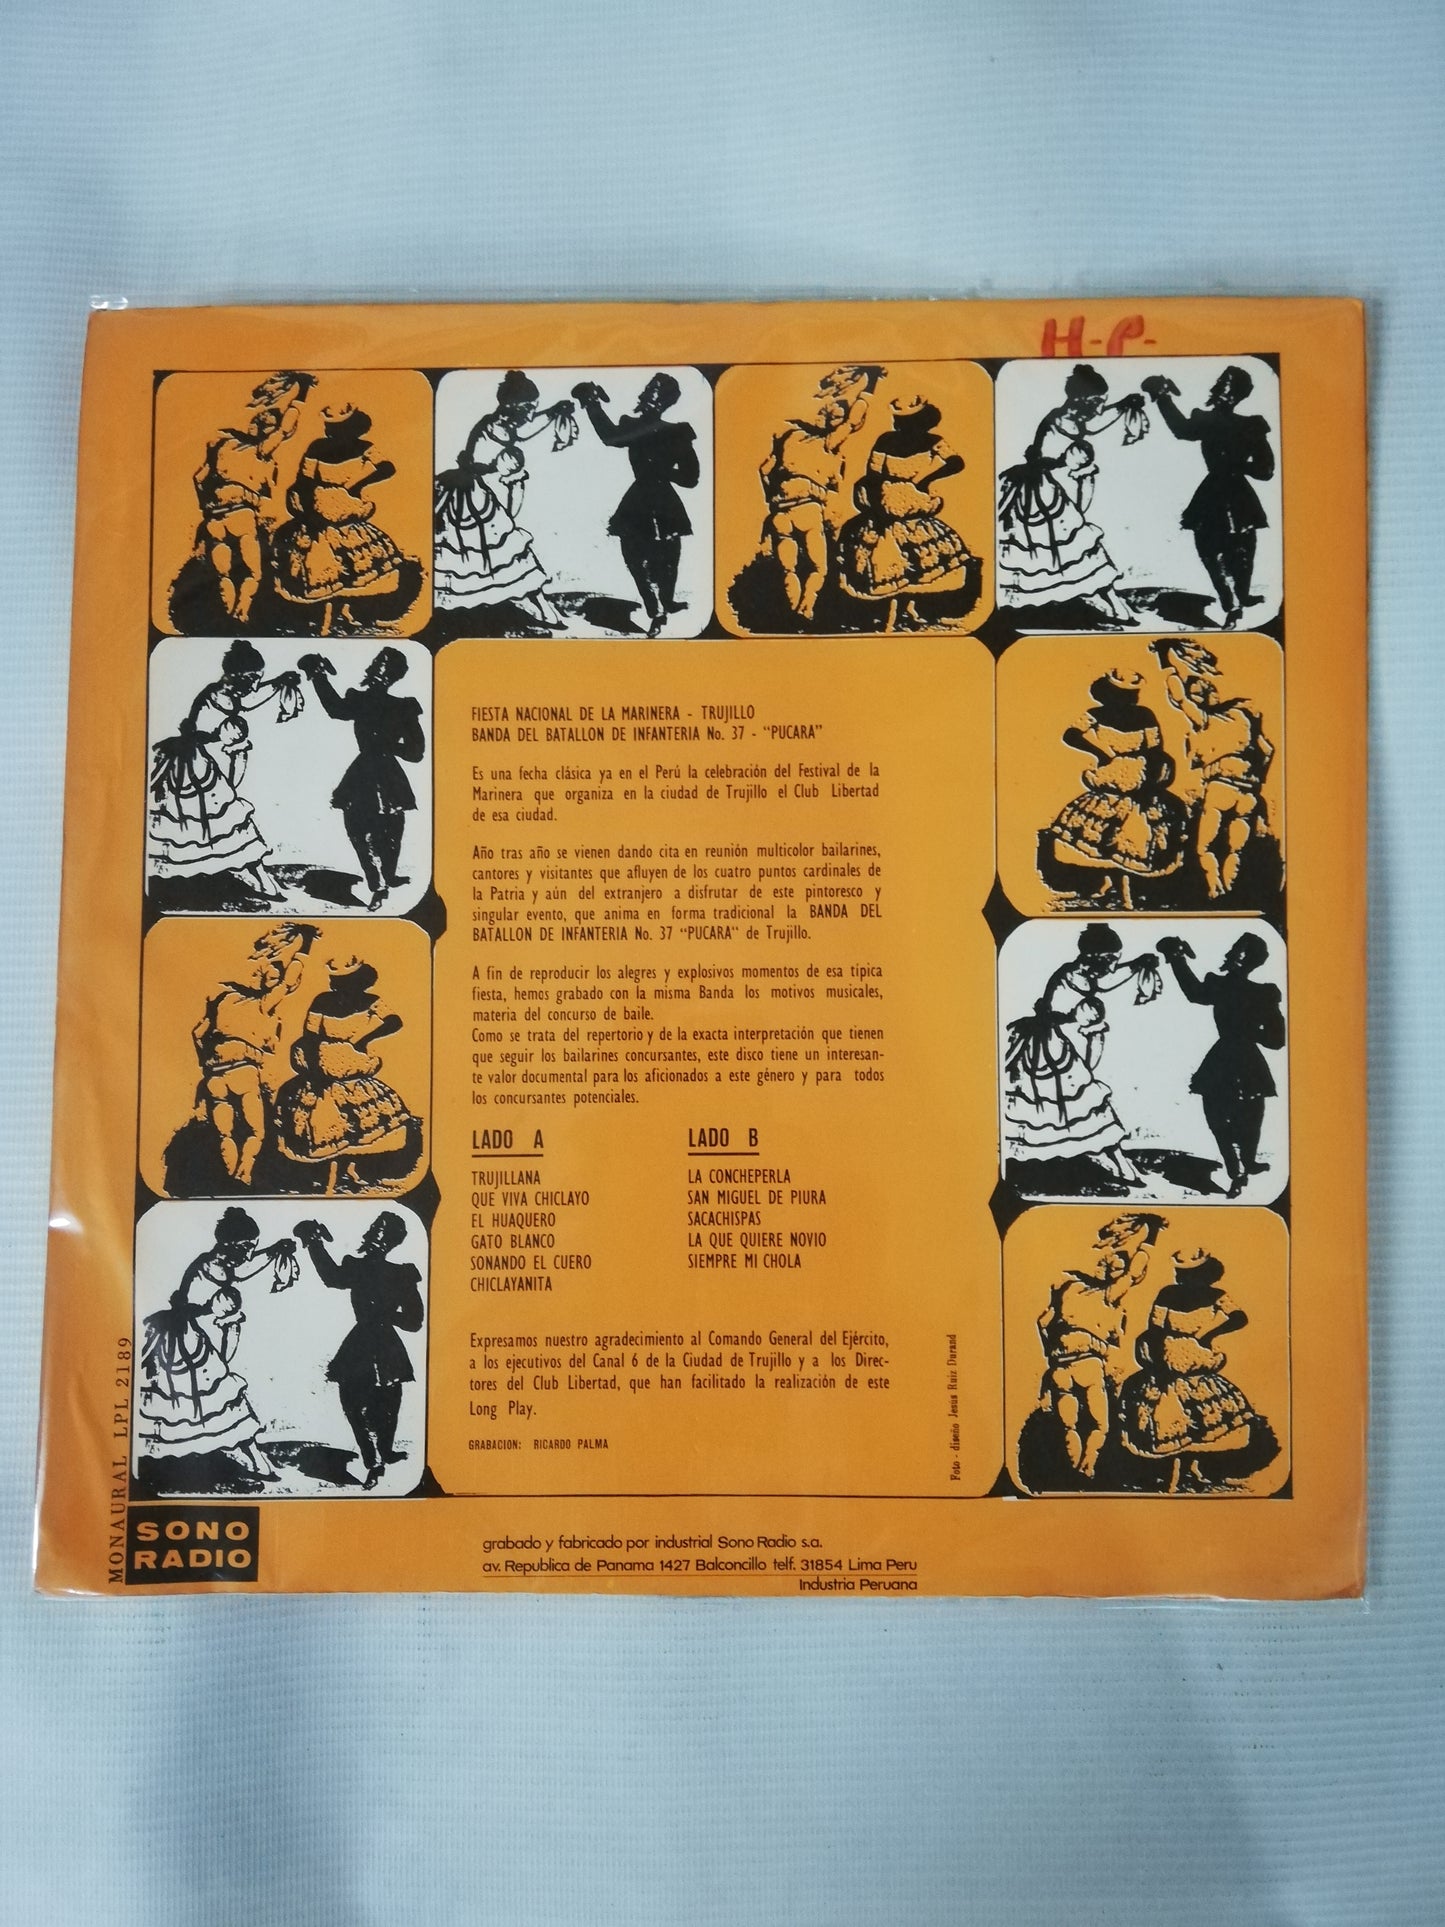 H-P-
FIESTA NACIONAL DE LA MARINERA - TRUJILLO
BANDA DEL BATALLON DE INFANTERIA No. 37 - "PUCARA"
Es una fecha clásica ya en el Perú la celebración del Festival de la
Marinera que organiza en la ciudad de Trujillo el Club Libertad
de esa ciudad.
Año tras año se vienen dando cita en reunión multicolor bailarines,
cantores y visitantes que afluyen de los cuatro puntos cardinales de
la Patria y aún del extranjero a disfrutar de este pintoresco y
singular evento, que anima en forma tradicional la BANDA DEL
BATALLON DE INFANTERIA No. 37 "PUCARA" de Trujillo.
A fin de reproducir los alegres y explosivos momentos de esa típica
fiesta, hemos grabado con la misma Banda los motivos musicales,
materia del concurso de baile.
Como se trata del repertorio y de la exacta interpretación que tienen
que seguir los bailarines concursantes, este disco tiene un interesan-
te valor documental para los aficionados a este género y para todos
los concursantes potenciales.
LADO A
TRUJILLANA
QUE VIVA CHICLAYO
EL HUAQUERO
GATO BLANCO
SONANDO EL CUERO
CHICLAYANITA
LADO B
LA CONCHEPERLA
SAN MIGUEL DE PIURA
SACACHISPAS
LA QUE QUIERE NOVIO
SIEMPRE MI CHOLA
Expresamos nuestro agradecimiento al Comando General del Ejército,
a los ejecutivos del Canal 6 de la Ciudad de Trujillo y a los Direc-
tores del Club Libertad, que han facilitado la realización de este
Long Play.
GRABACION: RICARDO PALMA
Foto - diseño Jesús Ruiz Durand
MONAURAL LPL 2189
SONO
RADIO
grabado y fabricado por industrial Sono Radio s.a.
av. Republica de Panama 1427 Balconcillo telf. 31854 Lima Peru
Industria Peruana